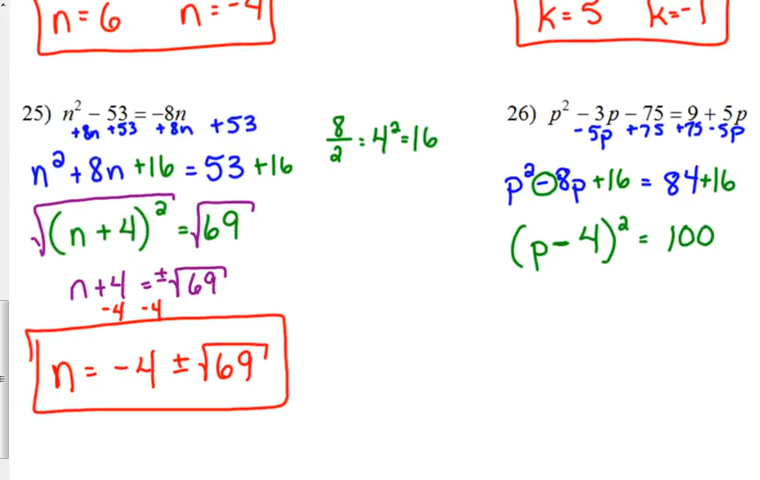 n = 6 n = -4
k = 5 k = -1
25) n² − 53 = −8n
+8n +53 +8n +53
n² + 8n + 16 = 53 + 16
√(n + 4)² = √69
n + 4 = ±√69
-4 -4
n = -4 ± √69
8/2 = 4² = 16
26) p² − 3p − 75 = 9 + 5p
-5p +75 +75 -5p
p² - 8p + 16 = 84 + 16
(p - 4)² = 100